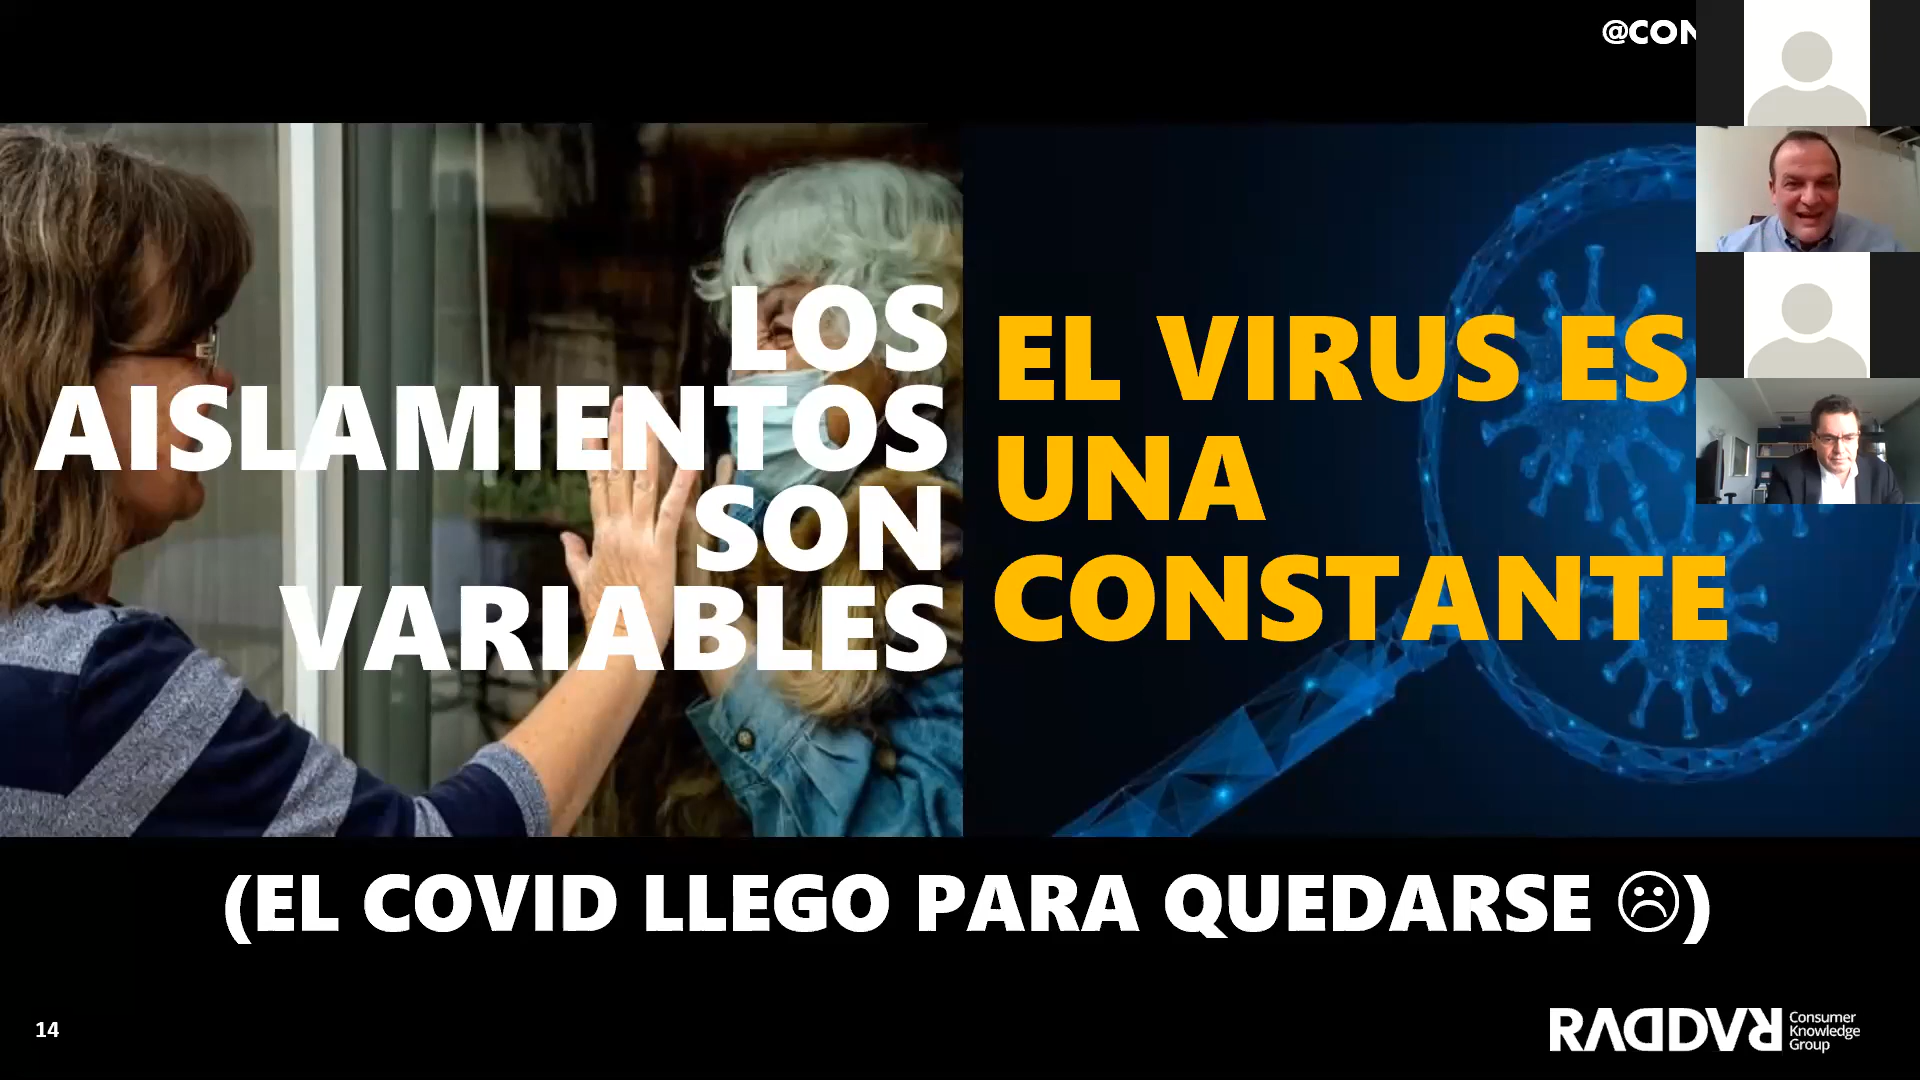 LOS
AISLAMIENTOS
SON
VARIABLES
EL VIRUS ES
UNA
CONSTANTE
(EL COVID LLEGO PARA QUEDARSE ☹)
14
RADDAR
Consumer
Knowledge
Group